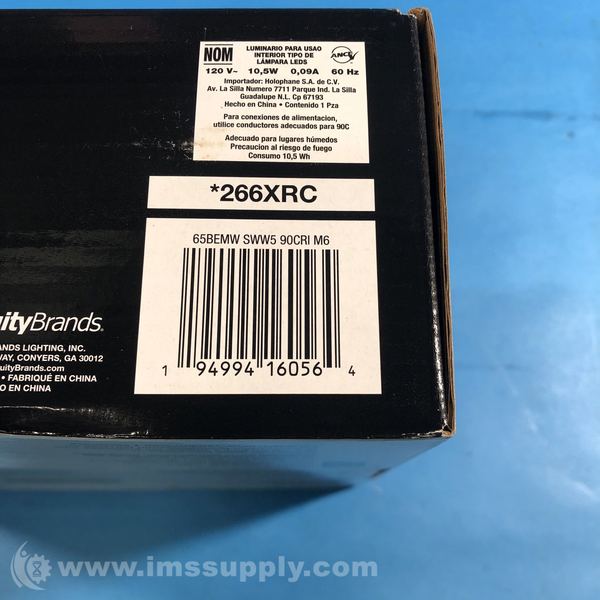 NOM
LUMINARIO PARA USAO
INTERIOR TIPO DE
LÁMPARA LEDS
ANCE
120 V~ 10,5W 0,09A 60 Hz
Importador: Holophane S.A. de C.V.
Av. La Silla Numero 7711 Parque Ind. La Silla
Guadalupe N.L. Cp 67193
Hecho en China • Contenido 1 Pza
Para conexiones de alimentacion,
utilice conductores adecuados para 90C
Adecuado para lugares húmedos
Precaucion al riesgo de fuego
Consumo 10,5 Wh
*266XRC
65BEMW SWW5 90CRI M6
1 94994 16056 4
uityBrands.
ANDS LIGHTING, INC.
WAY, CONYERS, GA 30012
uityBrands.com
• FABRIQUÉ EN CHINA
O EN CHINA
www.imssupply.com